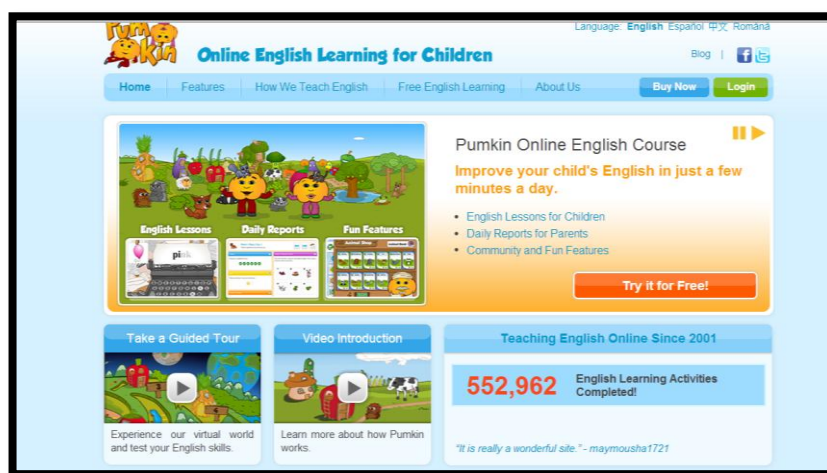 Pumkin
Language: English Español 中文 Română
Online English Learning for Children
Blog |
Home Features How We Teach English Free English Learning About Us Buy Now Login
Pumkin Online English Course
Improve your child's English in just a few
minutes a day.
• English Lessons for Children
• Daily Reports for Parents
• Community and Fun Features
Try it for Free!
English Lessons Daily Reports Fun Features
pink
Take a Guided Tour
Experience our virtual world
and test your English skills.
Video Introduction
Learn more about how Pumkin
works.
Teaching English Online Since 2001
552,962 English Learning Activities
Completed!
"It is really a wonderful site." - maymousha1721